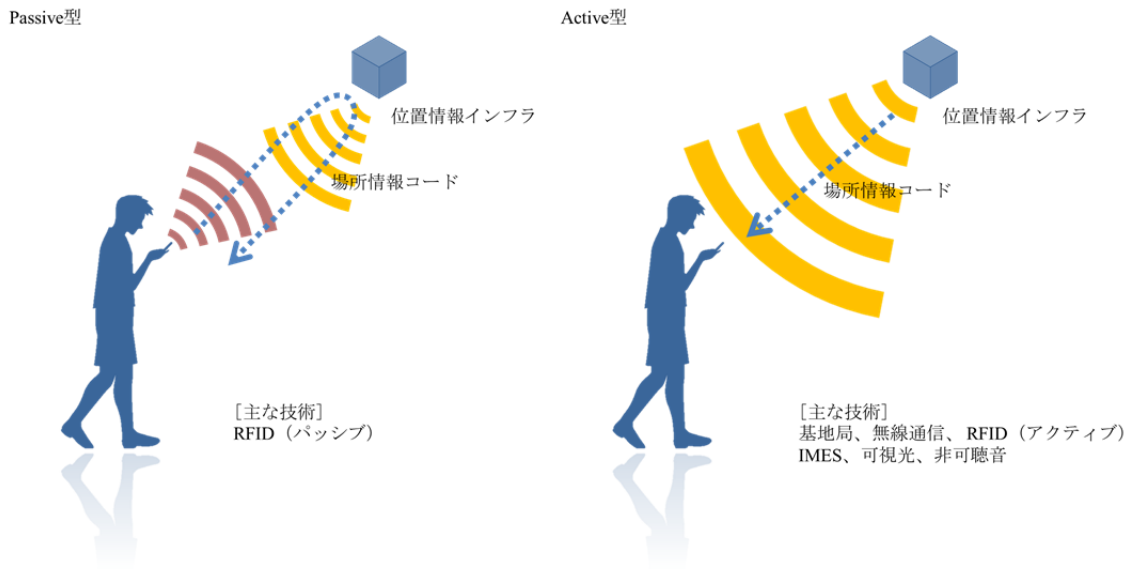 Passive型
位置情報インフラ
場所情報コード
［主な技術］
RFID（パッシブ）
Active型
位置情報インフラ
場所情報コード
［主な技術］
基地局、無線通信、RFID（アクティブ）
IMES、可視光、非可聴音